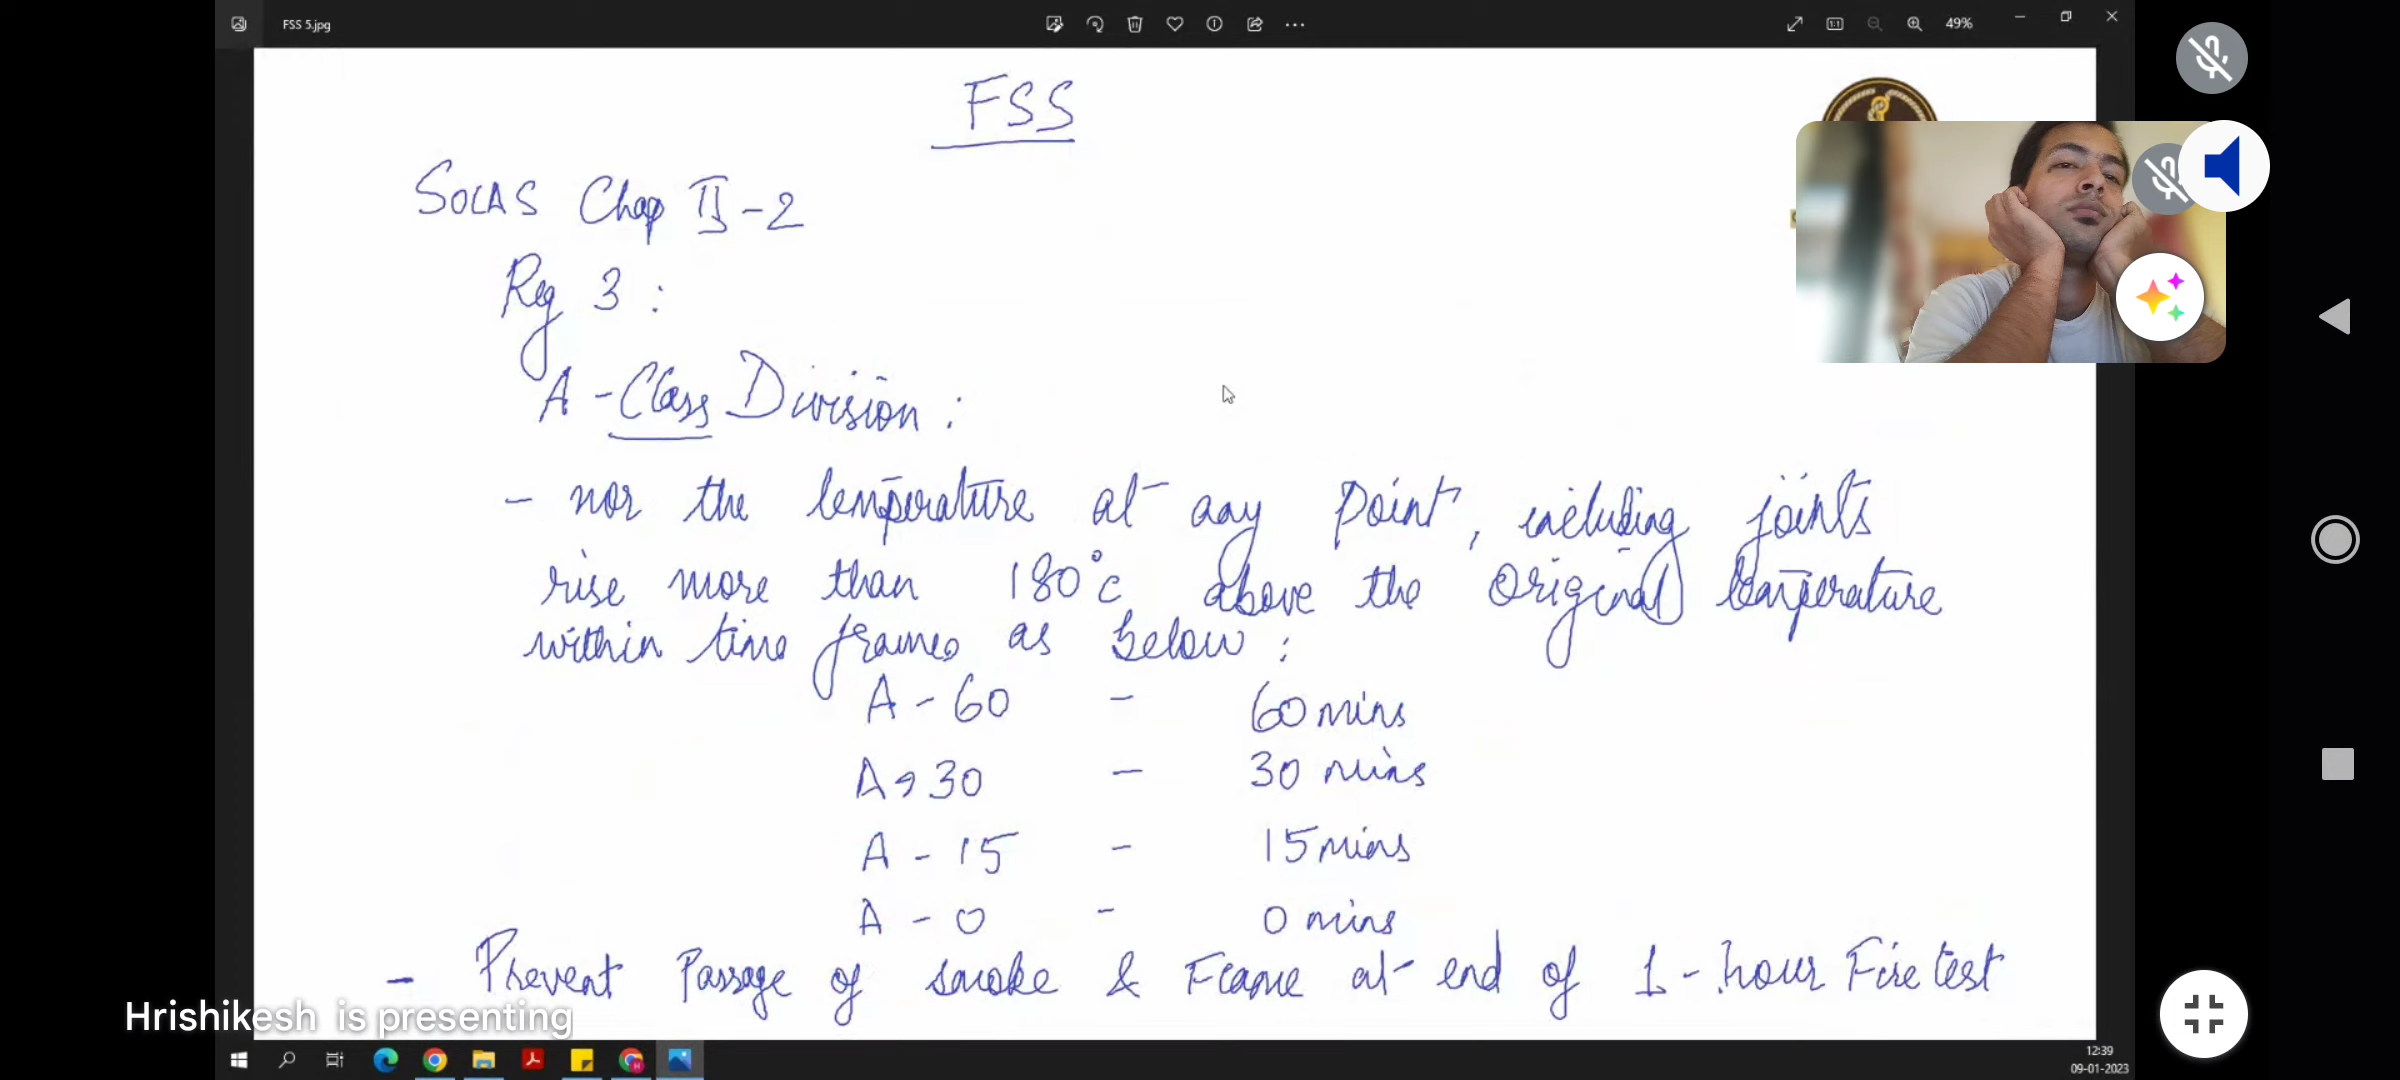 FSS 5.jpg
49%
FSS
SOLAS Chap II-2
Reg 3 :
A - Class Division :
- nor the temperature at any point, including joints
rise more than 180°c above the original temperature
within time frames as below :
A - 60 - 60 mins
A - 30 - 30 mins
A - 15 - 15 mins
A - 0 - 0 mins
- Prevent Passage of smoke & Flame at end of 1 - hour Fire test
Hrishikesh is presenting
12:39
09-01-2023